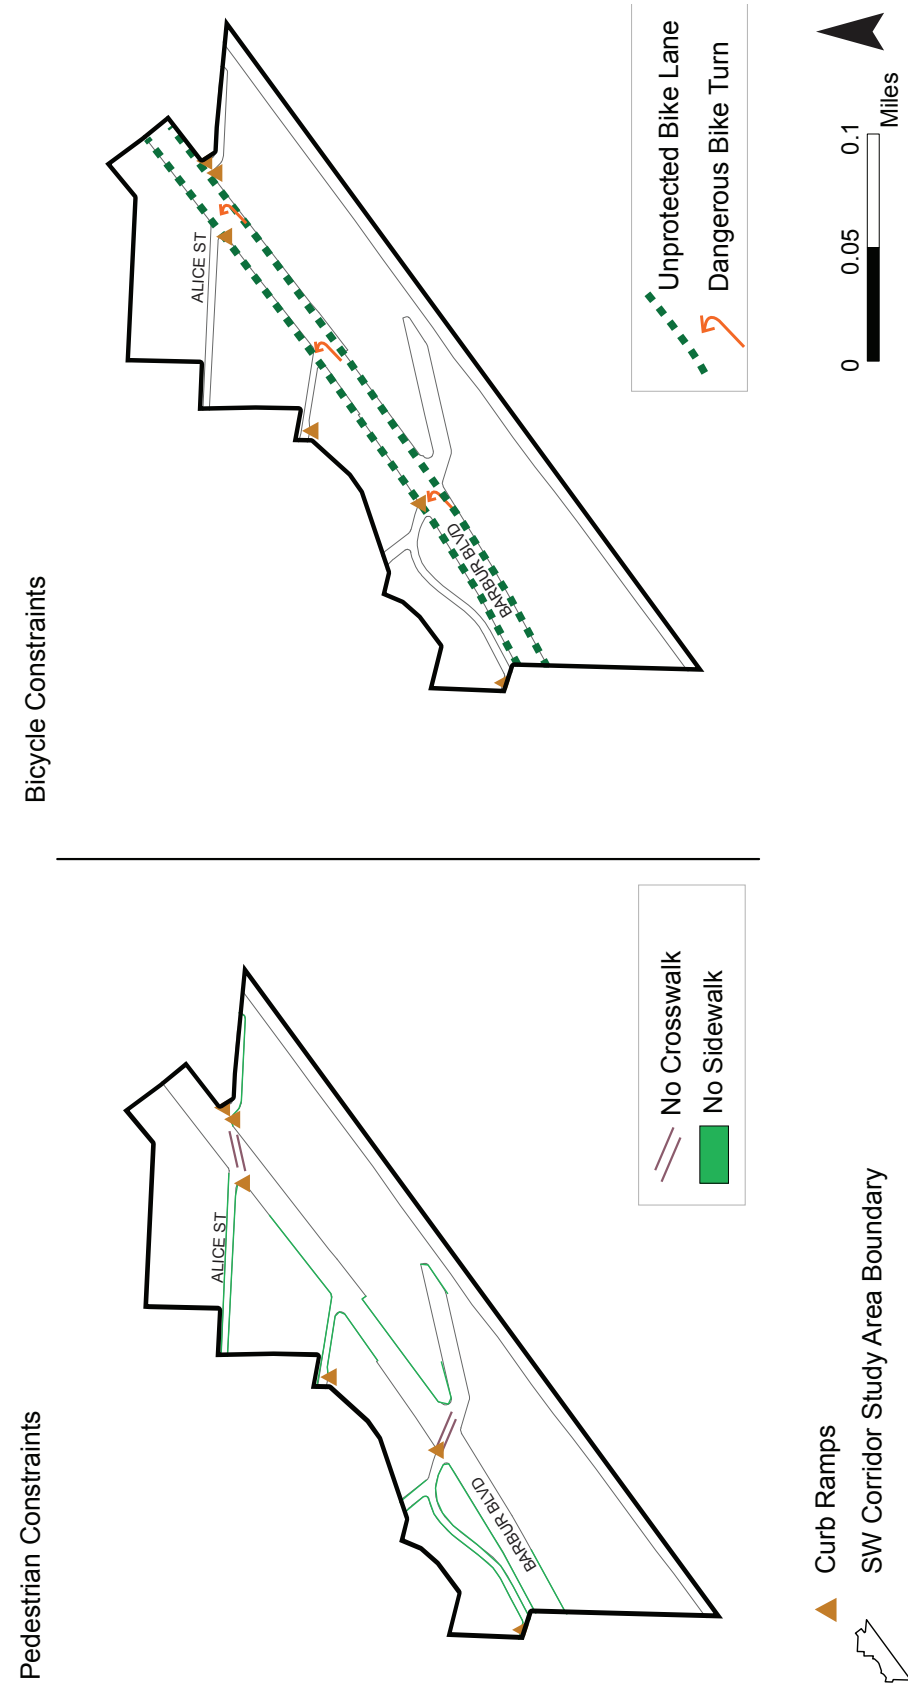 Pedestrian Constraints
ALICE ST
BARBUR BLVD
No Crosswalk
No Sidewalk
Curb Ramps
SW Corridor Study Area Boundary
Bicycle Constraints
ALICE ST
BARBUR BLVD
Unprotected Bike Lane
Dangerous Bike Turn
0 0.05 0.1
Miles